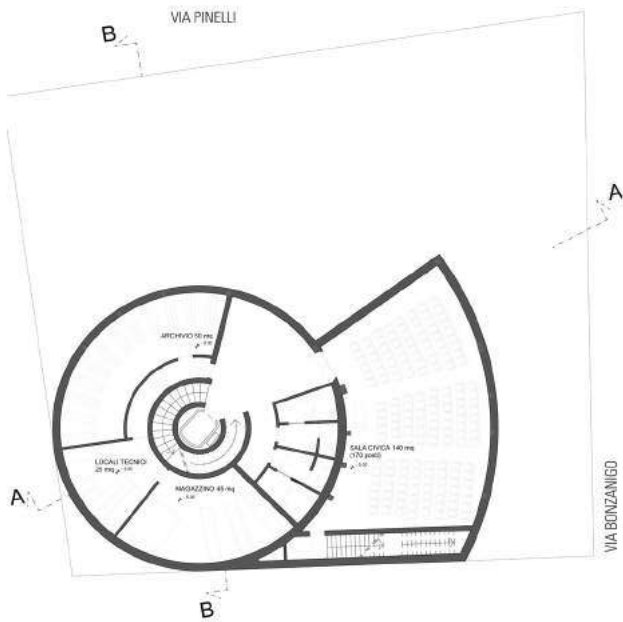 VIA PINELLI
B
A
ARCHIVIO 50 mq
SALA CIVICA 140 mq
(170 posti)
LOCALI TECNICI
25 mq
MAGAZZINO 45 mq
A
B
VIA BONZANIGO